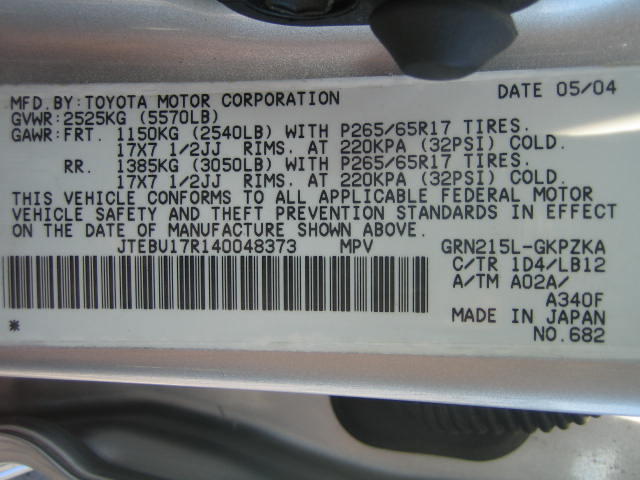 DATE 05/04
MFD.BY:TOYOTA MOTOR CORPORATION
GVWR:2525KG (5570LB)
GAWR:FRT. 1150KG (2540LB) WITH P265/65R17 TIRES.
17X7 1/2JJ RIMS. AT 220KPA (32PSI) COLD.
RR. 1385KG (3050LB) WITH P265/65R17 TIRES.
17X7 1/2JJ RIMS. AT 220KPA (32PSI) COLD.
THIS VEHICLE CONFORMS TO ALL APPLICABLE FEDERAL MOTOR
VEHICLE SAFETY AND THEFT PREVENTION STANDARDS IN EFFECT
ON THE DATE OF MANUFACTURE SHOWN ABOVE.
JTEBU17R140048373 MPV GRN215L-GKPZKA
C/TR 1D4/LB12
A/TM A02A/
A340F
MADE IN JAPAN
* NO.682